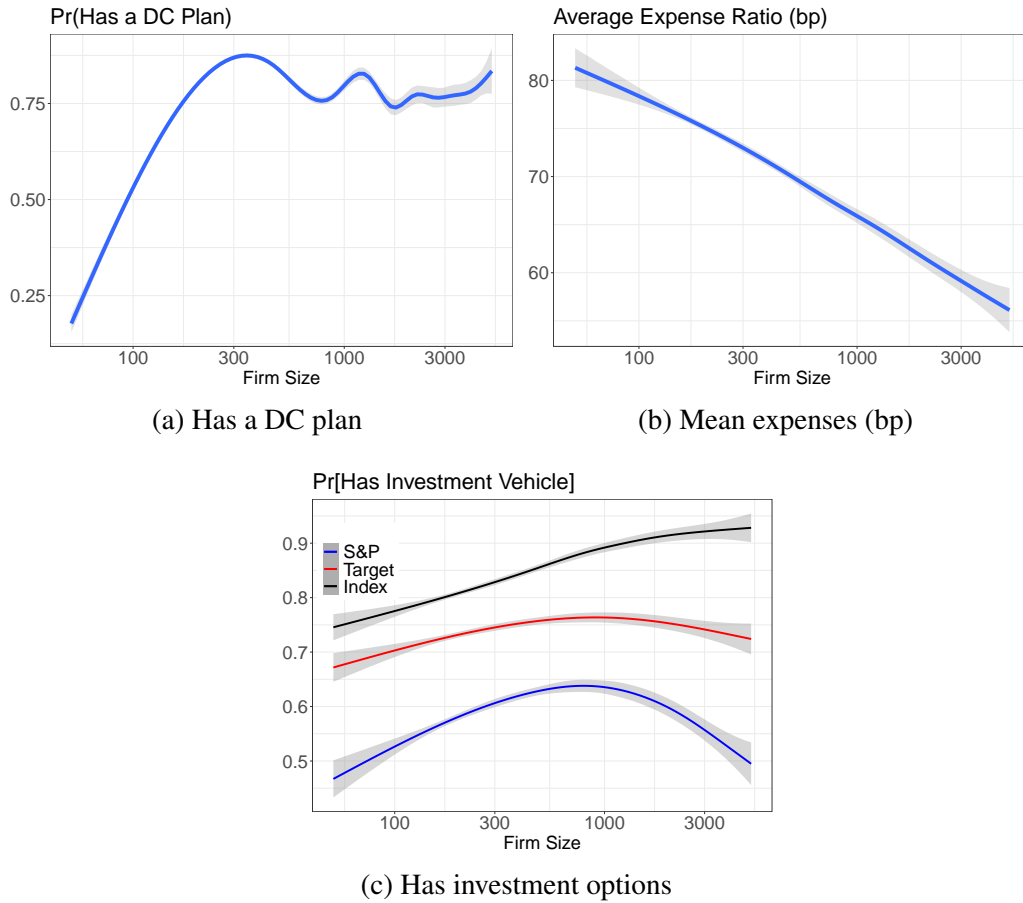 Pr(Has a DC Plan)
0.75
0.50
0.25
100 300 1000 3000
Firm Size
(a) Has a DC plan
Average Expense Ratio (bp)
80
70
60
100 300 1000 3000
Firm Size
(b) Mean expenses (bp)
Pr[Has Investment Vehicle]
0.9
0.8
0.7
0.6
0.5
S&P
Target
Index
100 300 1000 3000
Firm Size
(c) Has investment options